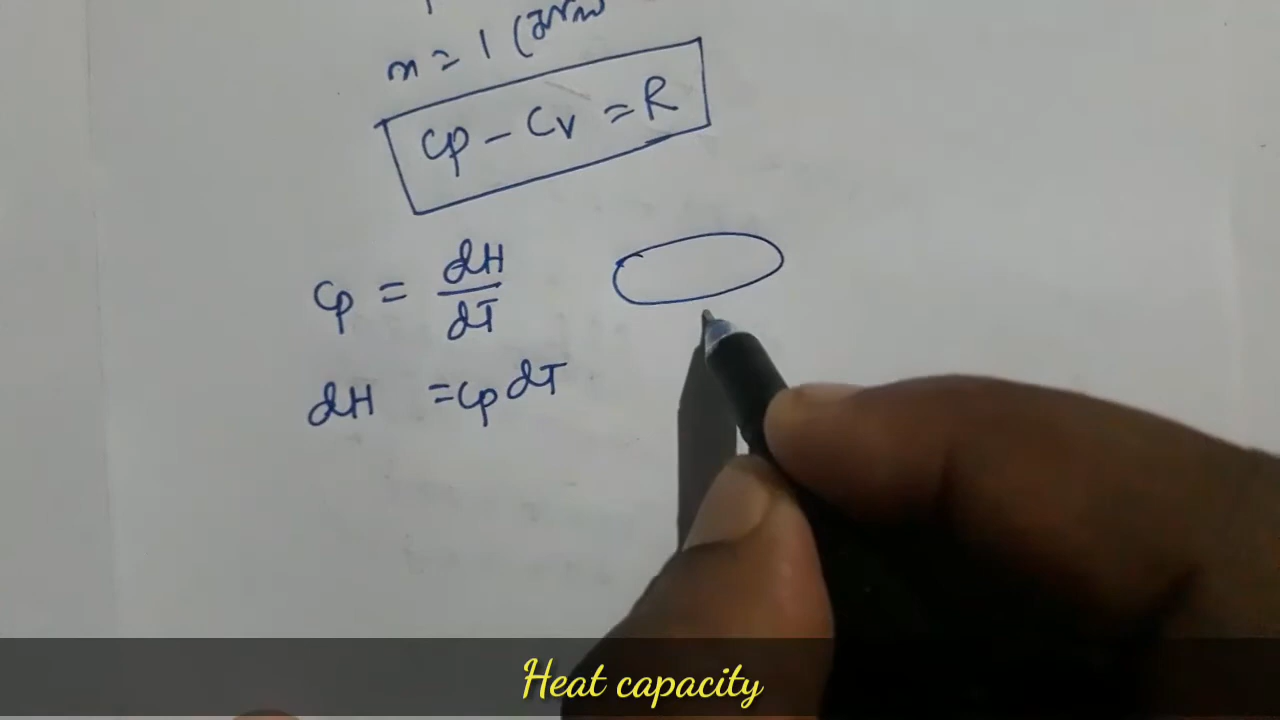 n = 1 (
Cp - Cv = R
Cp = dH/dT
dH = Cp dT
Heat capacity